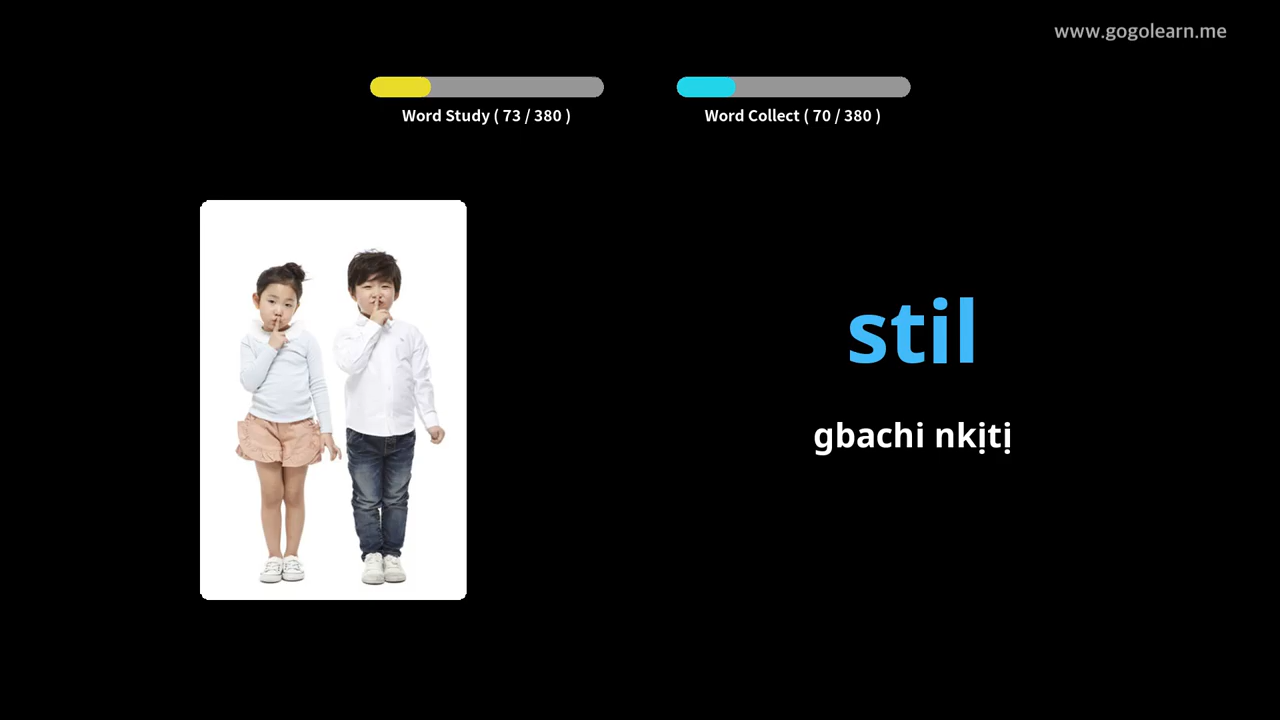 www.gogolearn.me
Word Study ( 73 / 380 )
Word Collect ( 70 / 380 )
stil
gbachi nkịtị